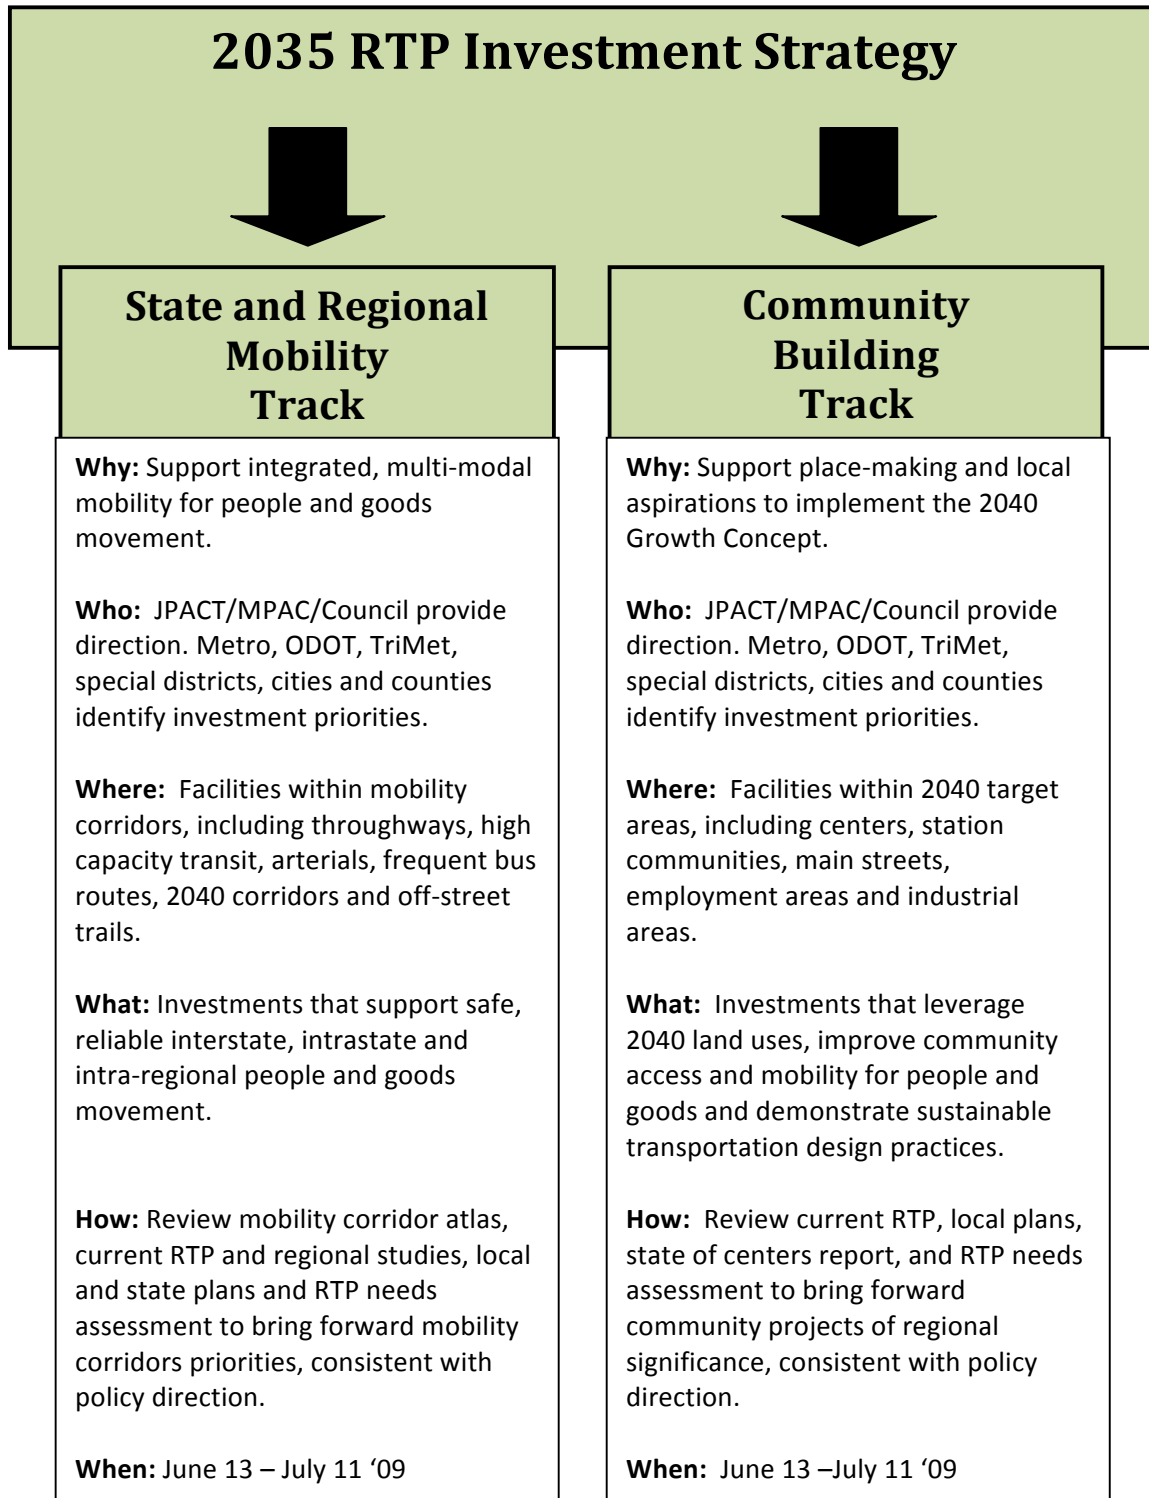 2035 RTP Investment Strategy
State and Regional
Mobility
Track
Why: Support integrated, multi-modal
mobility for people and goods
movement.
Who: JPACT/MPAC/Council provide
direction. Metro, ODOT, TriMet,
special districts, cities and counties
identify investment priorities.
Where: Facilities within mobility
corridors, including throughways, high
capacity transit, arterials, frequent bus
routes, 2040 corridors and off-street
trails.
What: Investments that support safe,
reliable interstate, intrastate and
intra-regional people and goods
movement.
How: Review mobility corridor atlas,
current RTP and regional studies, local
and state plans and RTP needs
assessment to bring forward mobility
corridors priorities, consistent with
policy direction.
When: June 13 – July 11 ‘09
Community
Building
Track
Why: Support place-making and local
aspirations to implement the 2040
Growth Concept.
Who: JPACT/MPAC/Council provide
direction. Metro, ODOT, TriMet,
special districts, cities and counties
identify investment priorities.
Where: Facilities within 2040 target
areas, including centers, station
communities, main streets,
employment areas and industrial
areas.
What: Investments that leverage
2040 land uses, improve community
access and mobility for people and
goods and demonstrate sustainable
transportation design practices.
How: Review current RTP, local plans,
state of centers report, and RTP needs
assessment to bring forward
community projects of regional
significance, consistent with policy
direction.
When: June 13 –July 11 ‘09